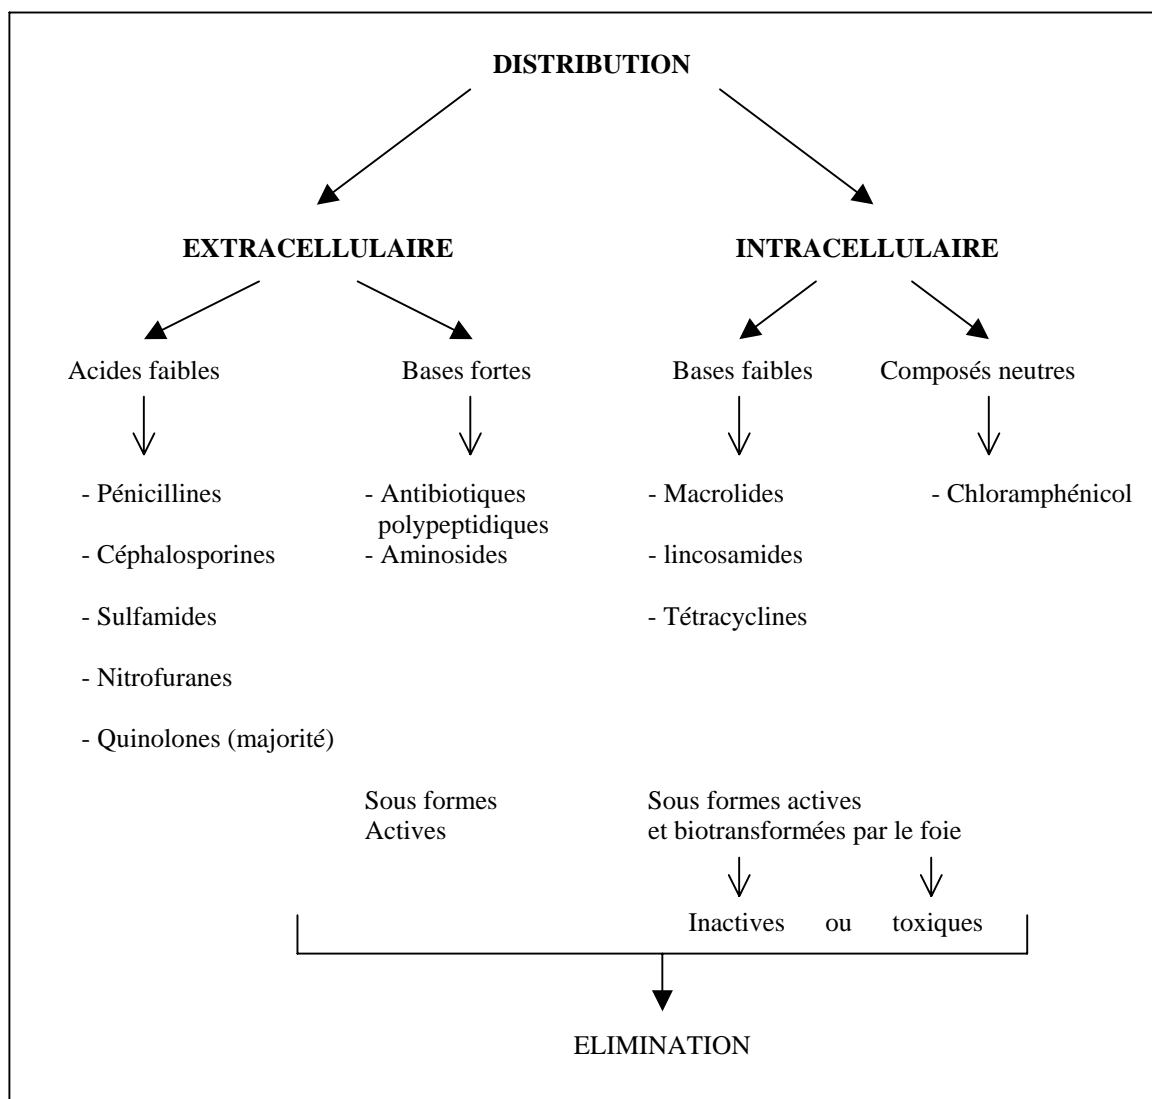 DISTRIBUTION
EXTRACELLULAIRE
INTRACELLULAIRE
Acides faibles
Bases fortes
Bases faibles
Composés neutres
- Pénicillines
- Céphalosporines
- Sulfamides
- Nitrofuranes
- Quinolones (majorité)
- Antibiotiques
polypeptidiques
- Aminosides
- Macrolides
- lincosamides
- Tétracyclines
- Chloramphénicol
Sous formes
Actives
Sous formes actives
et biotransformées par le foie
Inactives ou toxiques
ELIMINATION